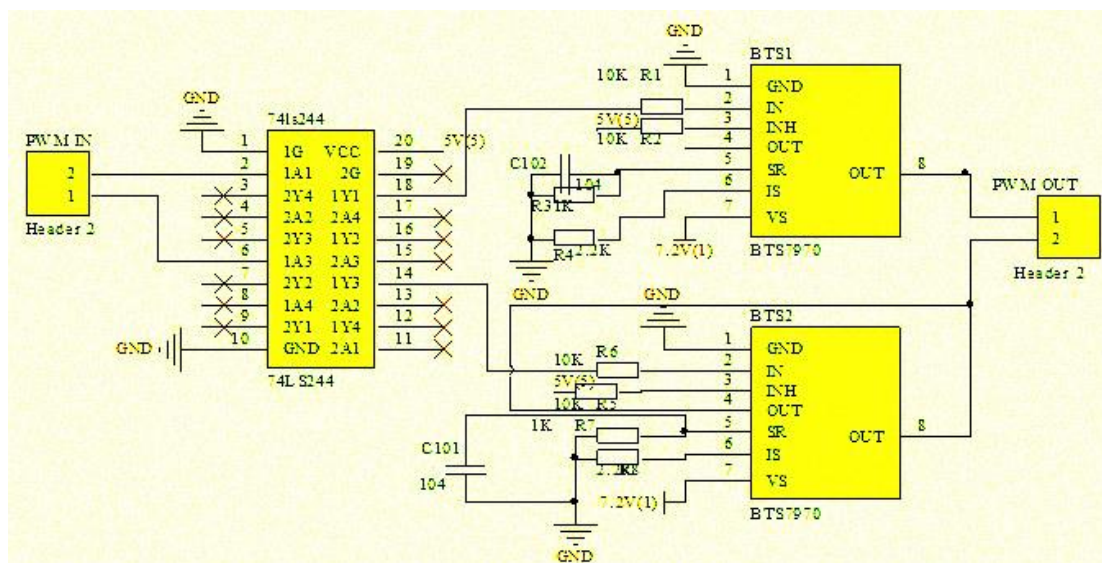 GND
BTS1
10K R1
1 GND
2 IN
5V(5)
3 INH
10K R2
4 OUT
C102
104
5 SR
OUT 8
R3 1K
6 IS
R4 2.2K
7 VS
7.2V(1)
BTS7970
GND
GND
74ls244
PWM IN
2
1
Header 2
1 1G VCC 20 5V(5)
2 1A1 2G 19
3 2Y4 1Y1 18
4 2A2 2A4 17
5 2Y3 1Y2 16
6 1A3 2A3 15
7 2Y2 1Y3 14
8 1A4 2A2 13
9 2Y1 1Y4 12
GND 10 GND 2A1 11
74LS244
PWM OUT
1
2
Header 2
GND
BTS2
1 GND
10K R6
2 IN
5V(5)
3 INH
10K R5
4 OUT
1K R7
5 SR
OUT 8
C101
104
6 IS
R8
7 VS
7.2V(1)
BTS7970
GND